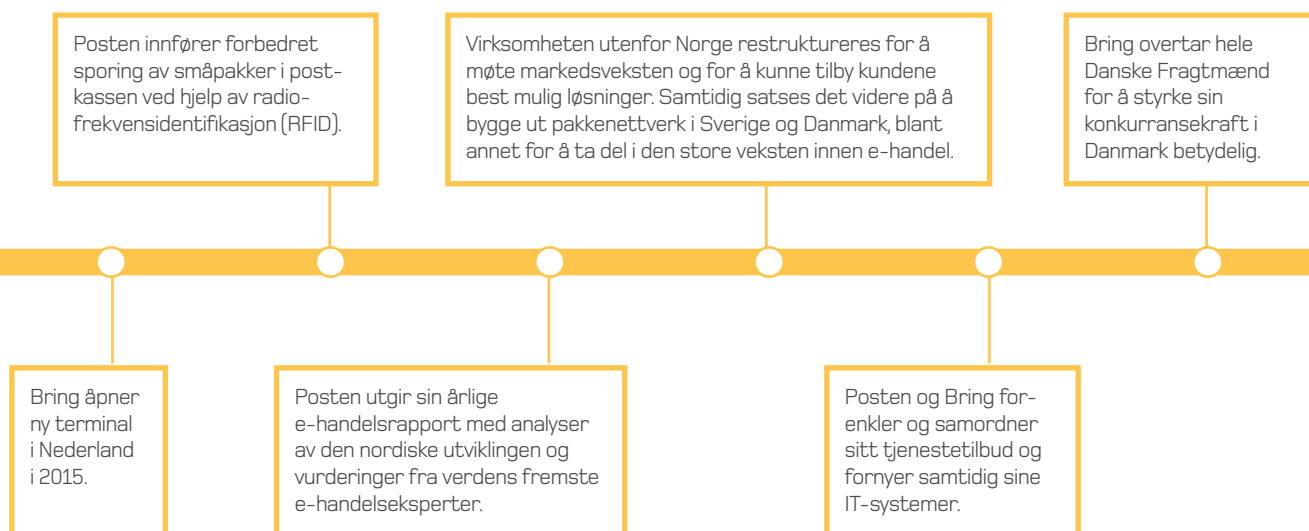 Posten innfører forbedret
sporing av småpakker i post-
kassen ved hjelp av radio-
frekvensidentifikasjon (RFID).
Virksomheten utenfor Norge restruktureres for å
møte markedsveksten og for å kunne tilby kundene
best mulig løsninger. Samtidig satses det videre på å
bygge ut pakkenettverk i Sverige og Danmark, blant
annet for å ta del i den store veksten innen e-handel.
Bring overtar hele
Danske Fragtmænd
for å styrke sin
konkurransekraft i
Danmark betydelig.
Bring åpner
ny terminal
i Nederland
i 2015.
Posten utgir sin årlige
e-handelsrapport med analyser
av den nordiske utviklingen og
vurderinger fra verdens fremste
e-handelseksperter.
Posten og Bring for-
enkler og samordner
sitt tjenestetilbud og
fornyer samtidig sine
IT-systemer.